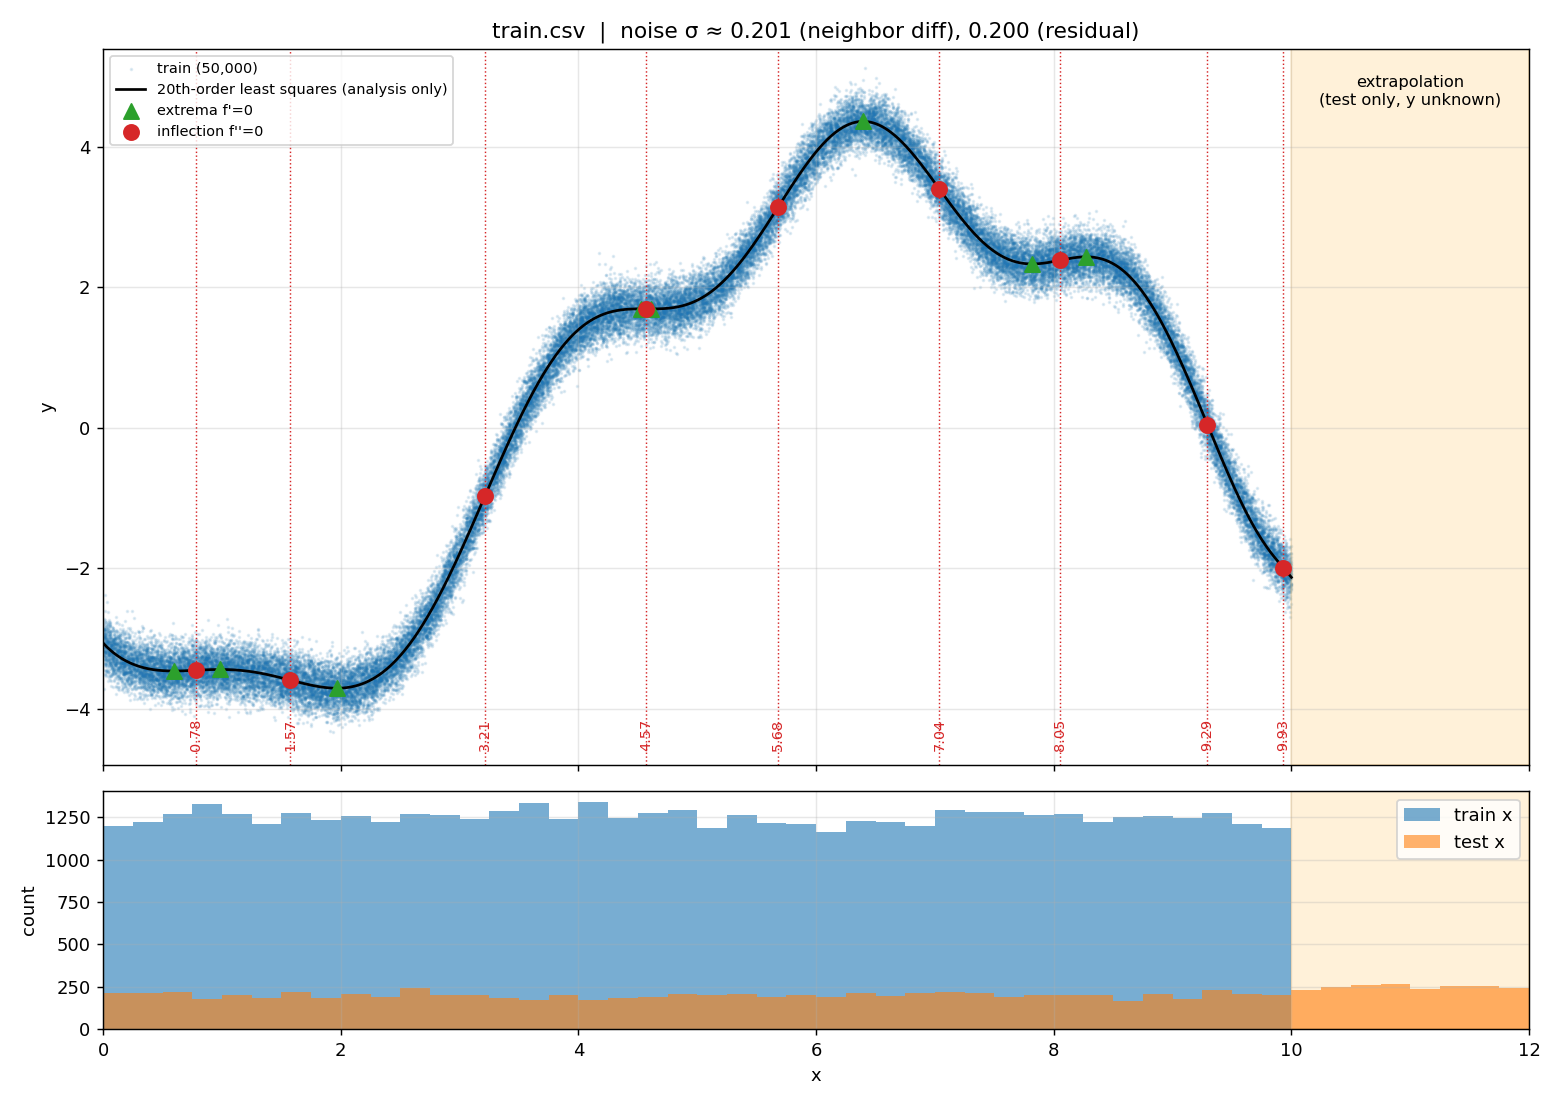 train.csv | noise σ ≈ 0.201 (neighbor diff), 0.200 (residual)
train (50,000)
20th-order least squares (analysis only)
extrema f'=0
inflection f''=0
extrapolation
(test only, y unknown)
4
2
0
−2
−4
y
0.78
1.57
3.21
4.57
5.68
7.04
8.05
9.29
9.93
train x
test x
1250
1000
750
500
250
0
count
0 2 4 6 8 10 12
x